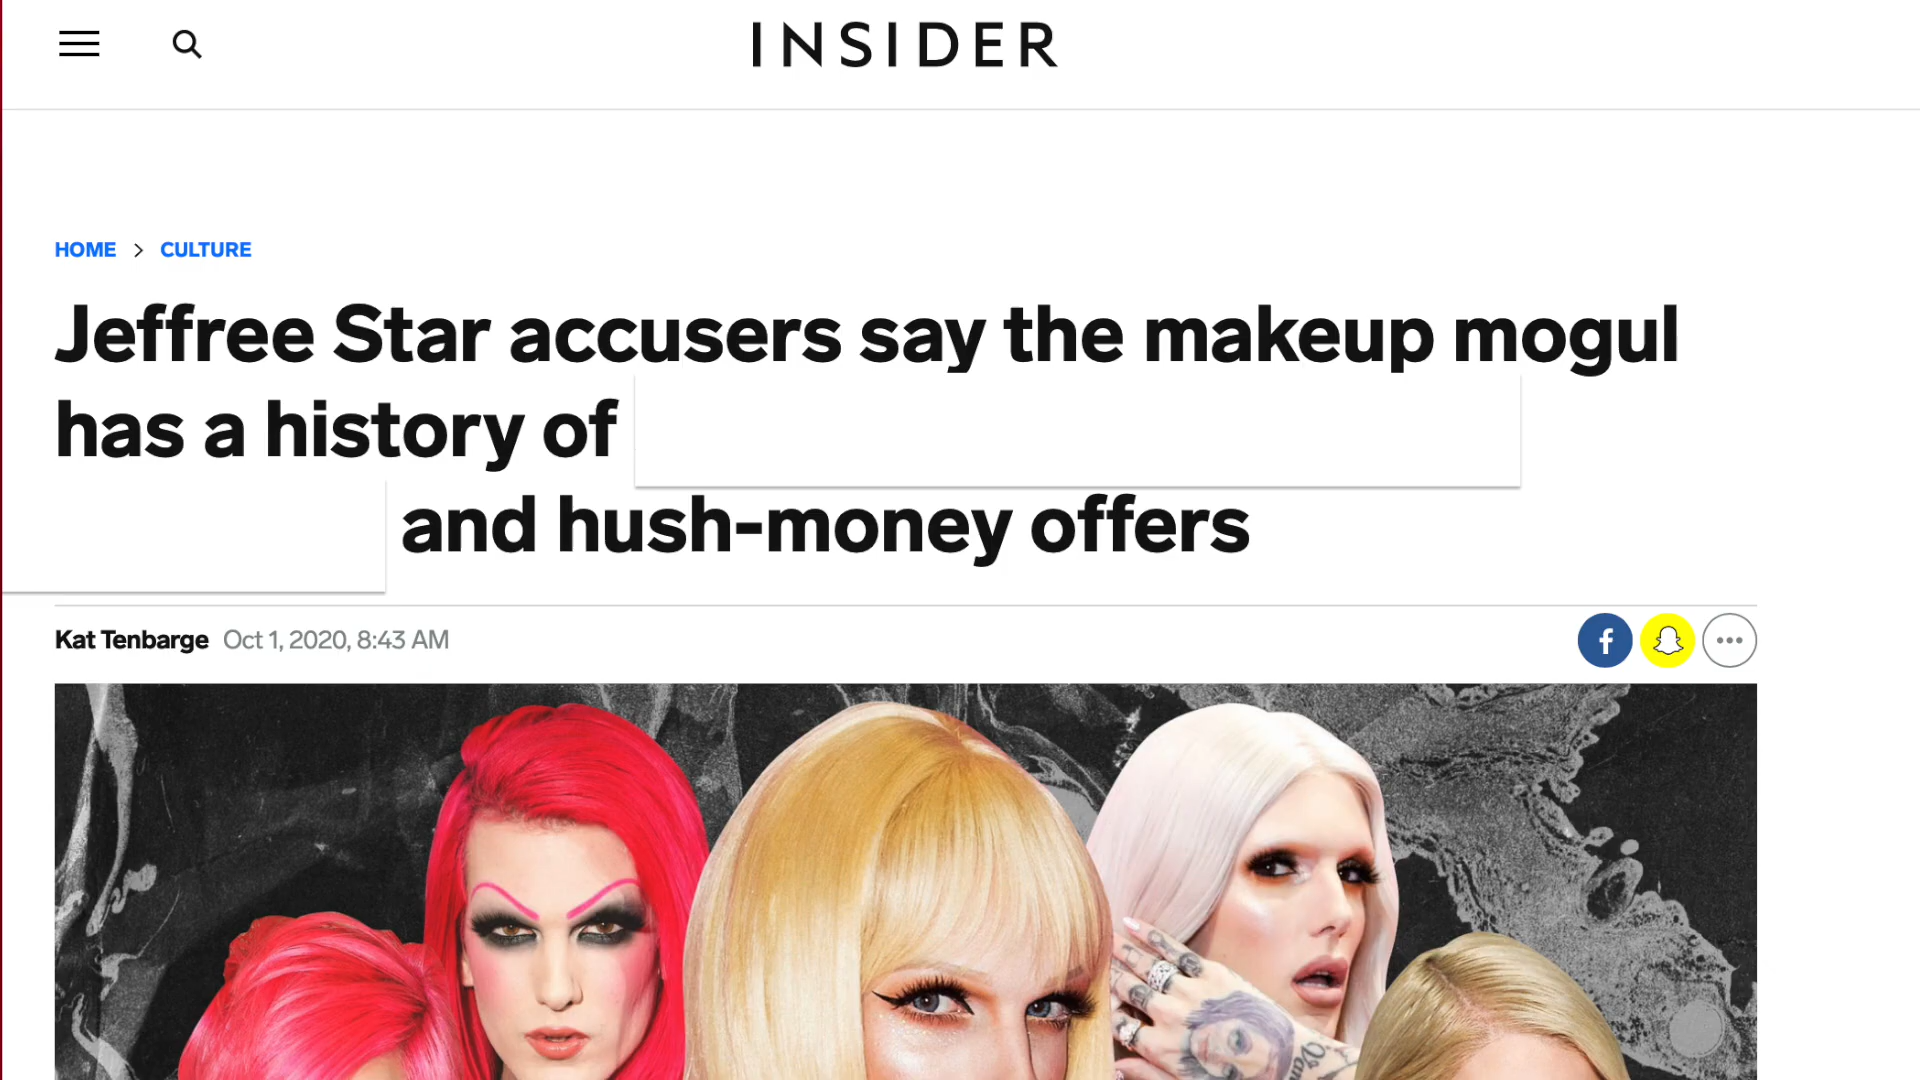 INSIDER
HOME > CULTURE
Jeffree Star accusers say the makeup mogul
has a history of
and hush-money offers
Kat Tenbarge Oct 1, 2020, 8:43 AM